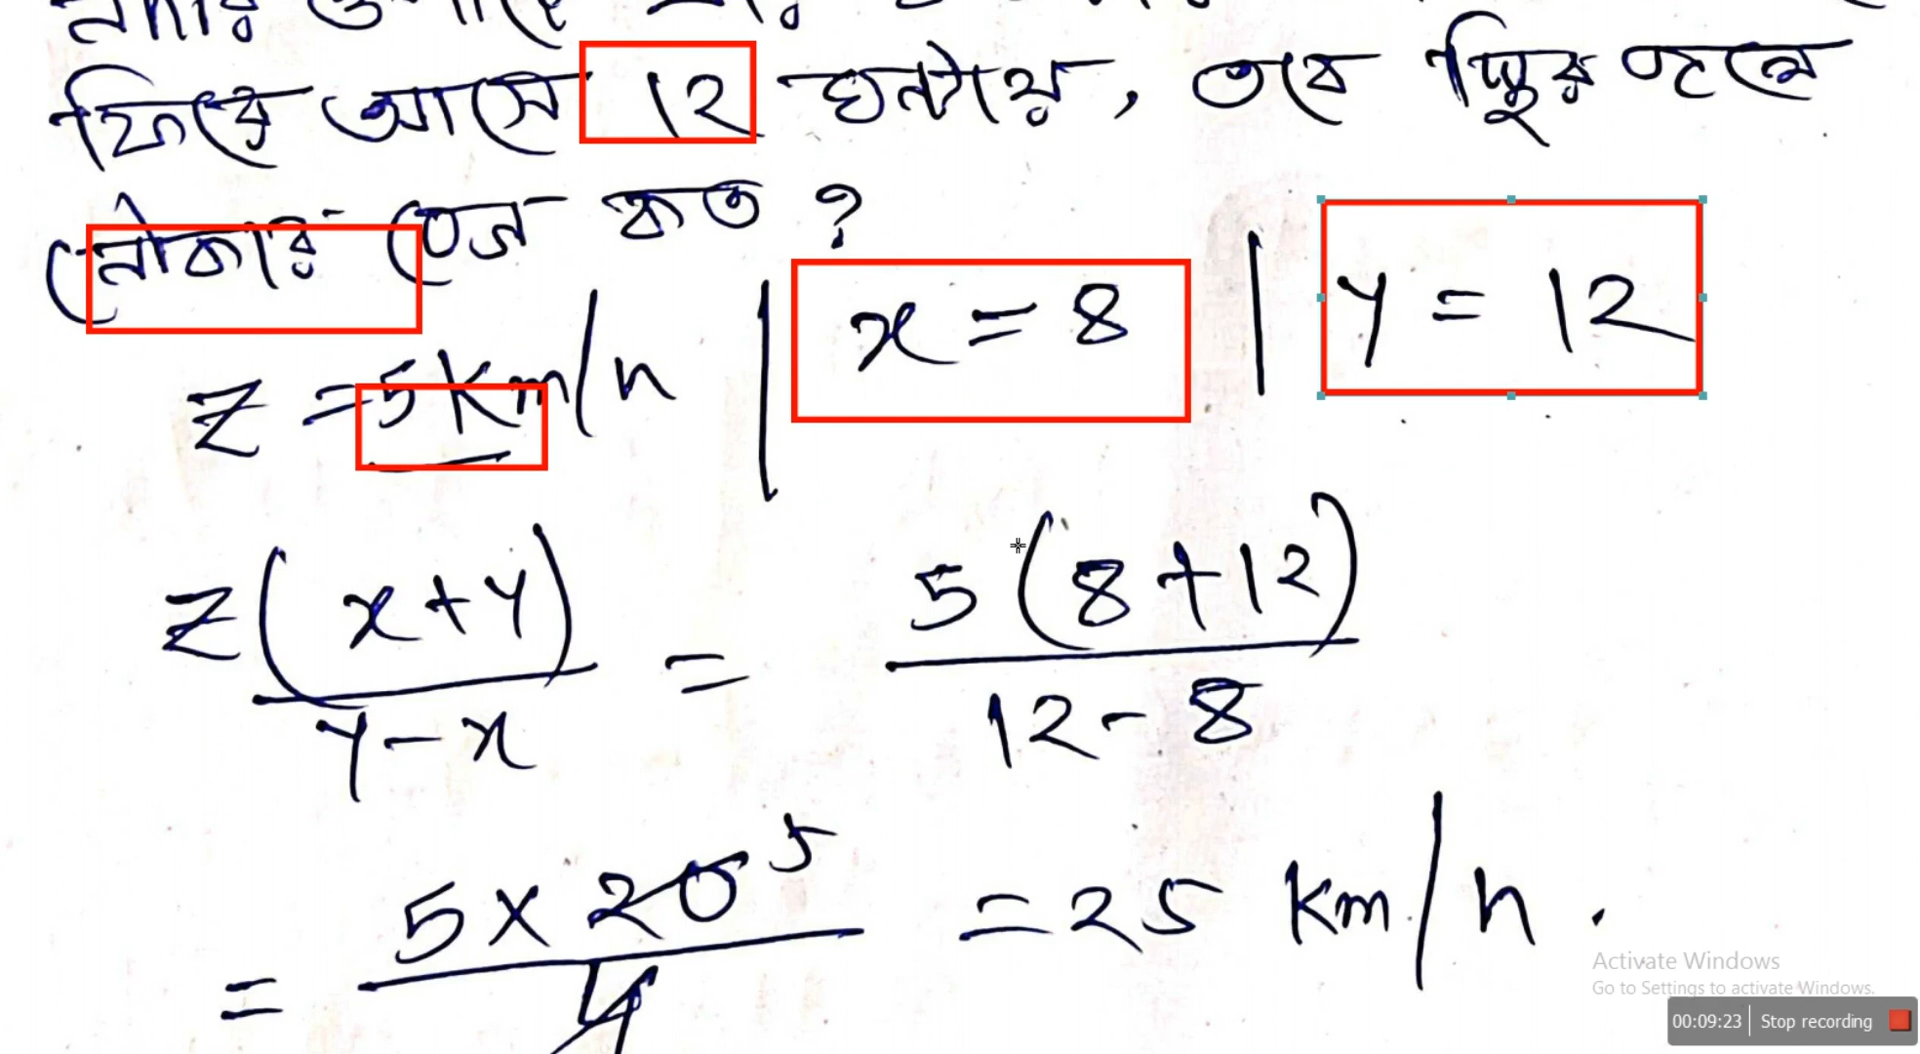 ফিরে আসে 12 ঘন্টায়, তবে স্থির জলে
নৌকার বেগ কত ?
z = 5 Km/h | x = 8 | y = 12
z(x+y)/y-x = 5(8+12)/12-8
= 5 x 20 5/4 = 25 Km/h.
Activate Windows
Go to Settings to activate Windows.
00:09:23 Stop recording